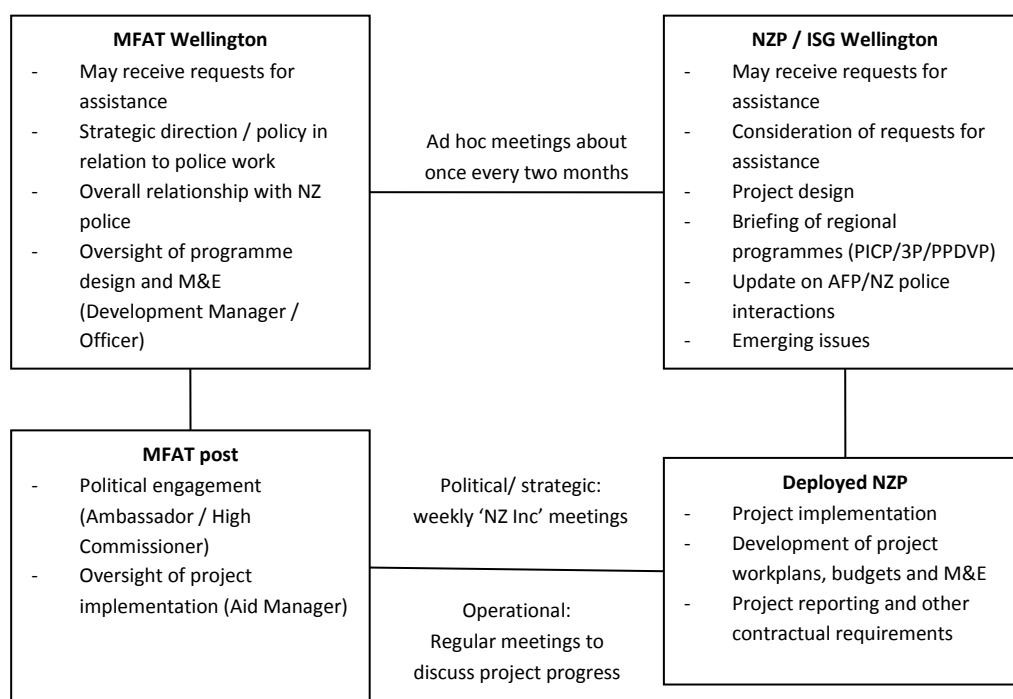 MFAT Wellington
- May receive requests for
assistance
- Strategic direction / policy in
relation to police work
- Overall relationship with NZ
police
- Oversight of programme
design and M&E
(Development Manager /
Officer)
Ad hoc meetings about
once every two months
NZP / ISG Wellington
- May receive requests for
assistance
- Consideration of requests for
assistance
- Project design
- Briefing of regional
programmes (PICP/3P/PPDVP)
- Update on AFP/NZ police
interactions
- Emerging issues
MFAT post
- Political engagement
(Ambassador / High
Commissioner)
- Oversight of project
implementation (Aid Manager)
Political/ strategic:
weekly ‘NZ Inc’ meetings
Operational:
Regular meetings to
discuss project progress
Deployed NZP
- Project implementation
- Development of project
workplans, budgets and M&E
- Project reporting and other
contractual requirements